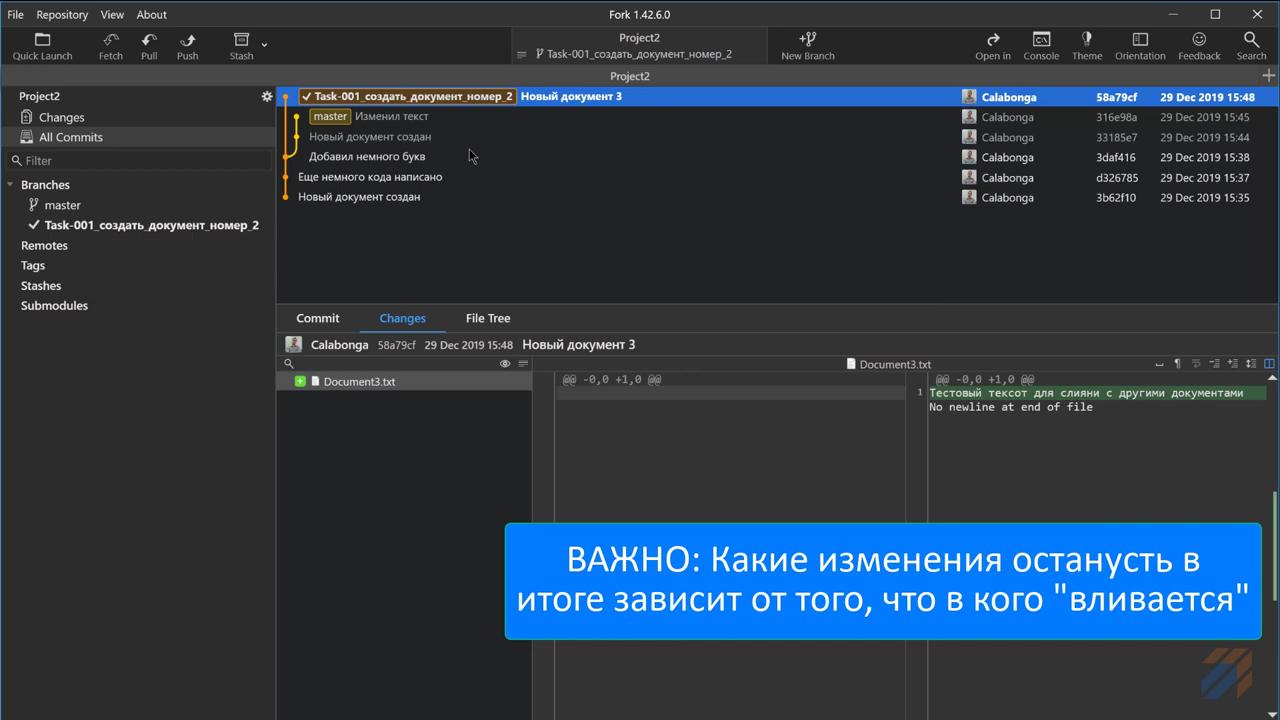 File Repository View About Fork 1.42.6.0
Quick Launch Fetch Pull Push Stash
Project2
Task-001_создать_документ_номер_2
New Branch Open in Console Theme Orientation Feedback Search
Project2
Project2
Changes
All Commits
Filter
Branches
master
Task-001_создать_документ_номер_2
Remotes
Tags
Stashes
Submodules
Task-001_создать_документ_номер_2 Новый документ 3 Calabonga 58a79cf 29 Dec 2019 15:48
master Изменил текст Calabonga 316e98a 29 Dec 2019 15:45
Новый документ создан Calabonga 33185e7 29 Dec 2019 15:44
Добавил немного букв Calabonga 3daf416 29 Dec 2019 15:38
Еще немного кода написано Calabonga d326785 29 Dec 2019 15:37
Новый документ создан Calabonga 3b62f10 29 Dec 2019 15:35
Commit Changes File Tree
Calabonga 58a79cf 29 Dec 2019 15:48 Новый документ 3
Document3.txt
Document3.txt
@@ -0,0 +1,0 @@ @@ -0,0 +1,0 @@
1 Тестовый тексот для слияни с другими документами
No newline at end of file
ВАЖНО: Какие изменения останусть в
итоге зависит от того, что в кого "вливается"